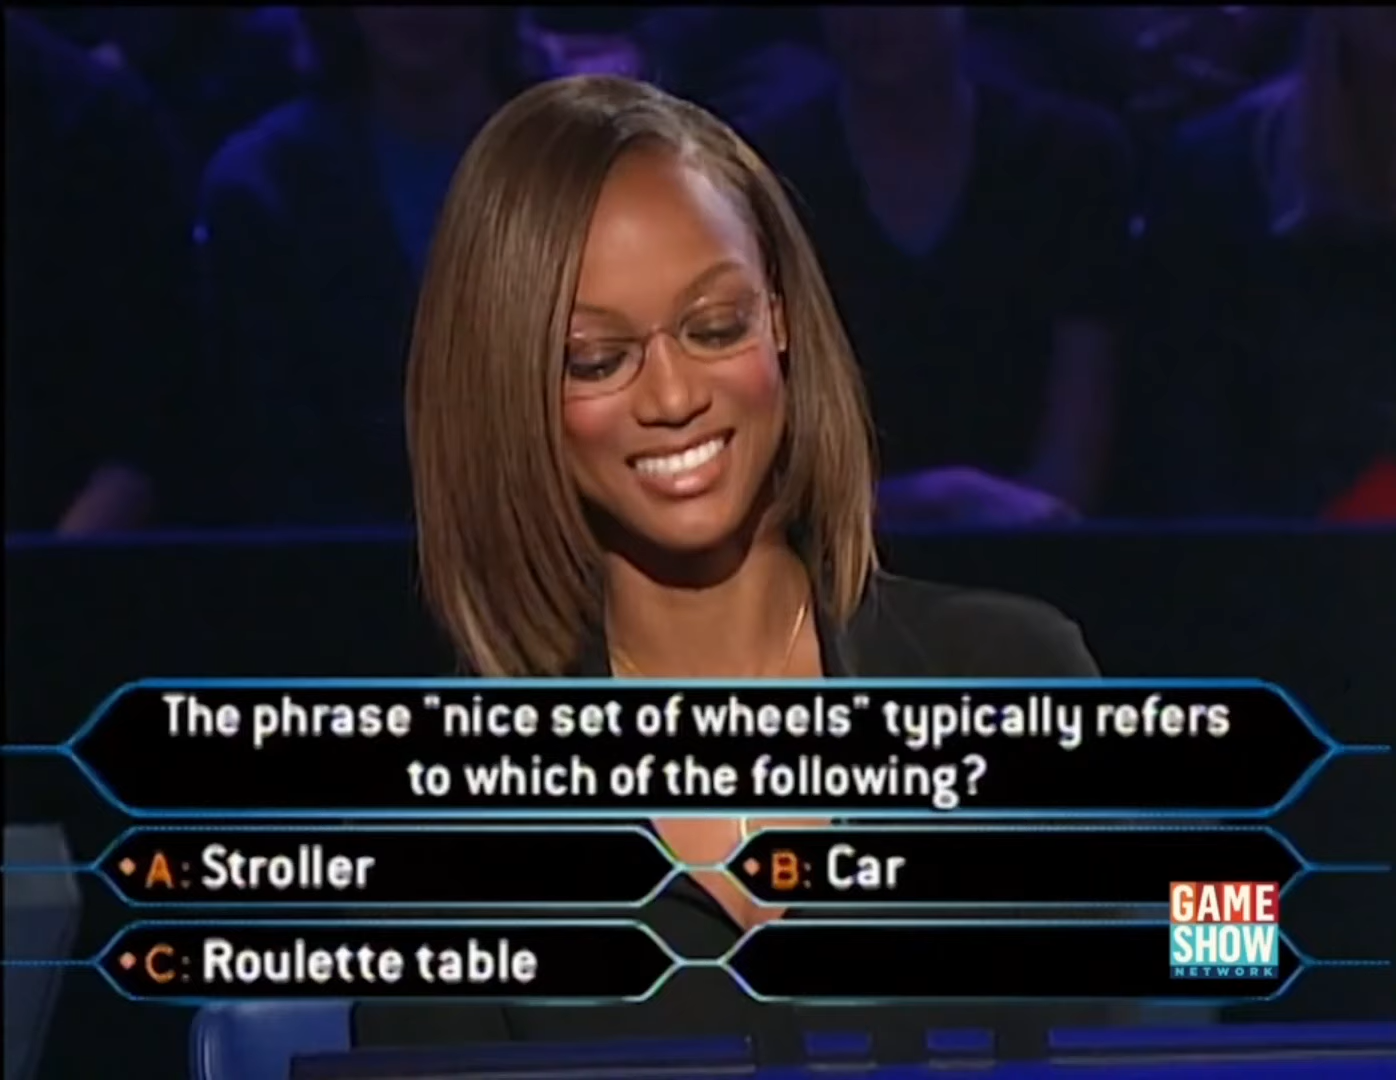 The phrase "nice set of wheels" typically refers
to which of the following?
A: Stroller
B: Car
C: Roulette table
GAME
SHOW
NETWORK